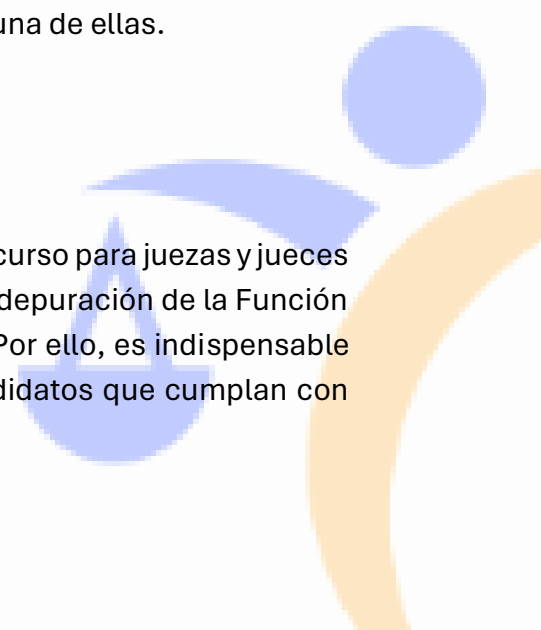 una de ellas.
curso para juezas y jueces
depuración de la Función
Por ello, es indispensable
didatos que cumplan con